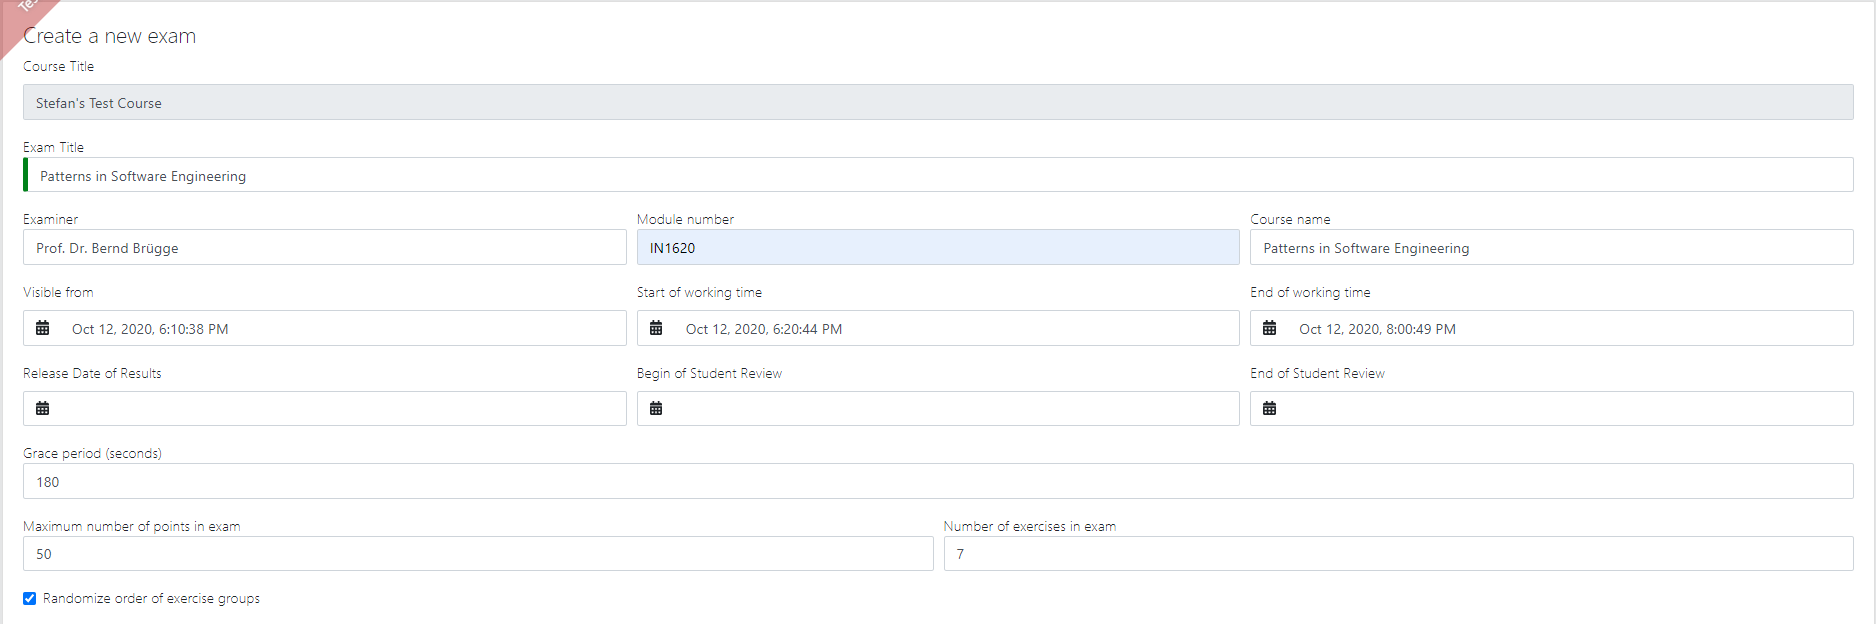 Create a new exam
Course Title
Stefan's Test Course
Exam Title
Patterns in Software Engineering
Examiner Module number Course name
Prof. Dr. Bernd Brügge IN1620 Patterns in Software Engineering
Visible from Start of working time End of working time
Oct 12, 2020, 6:10:38 PM Oct 12, 2020, 6:20:44 PM Oct 12, 2020, 8:00:49 PM
Release Date of Results Begin of Student Review End of Student Review
Grace period (seconds)
180
Maximum number of points in exam Number of exercises in exam
50 7
Randomize order of exercise groups